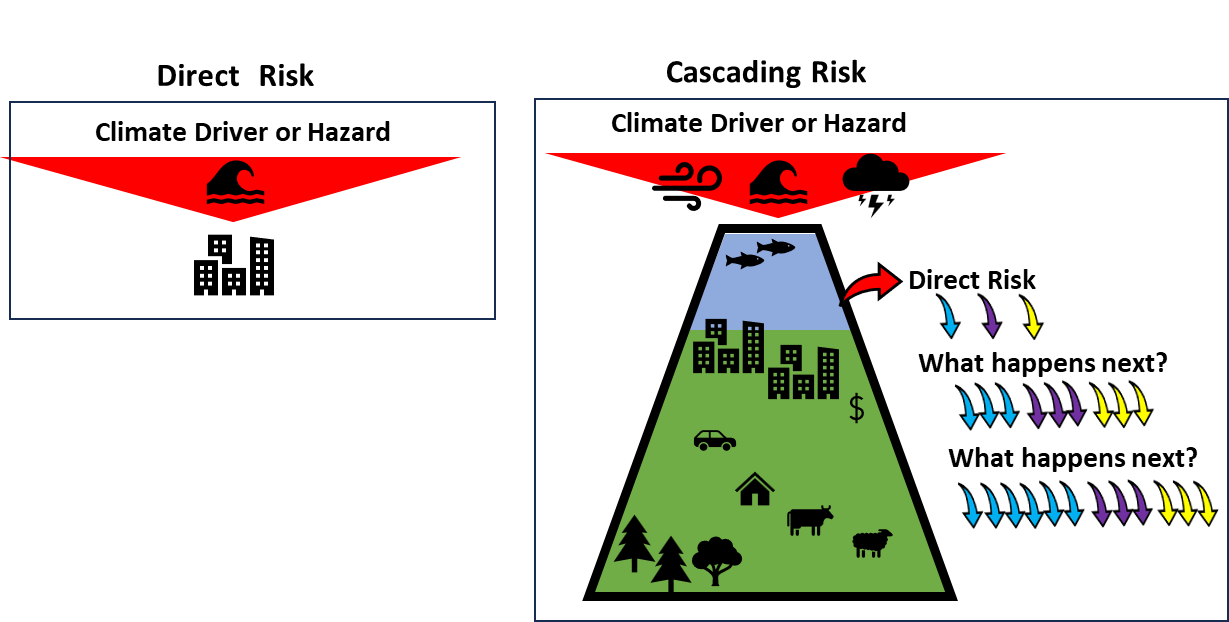 Direct Risk
Climate Driver or Hazard
Cascading Risk
Climate Driver or Hazard
Direct Risk
What happens next?
$
What happens next?